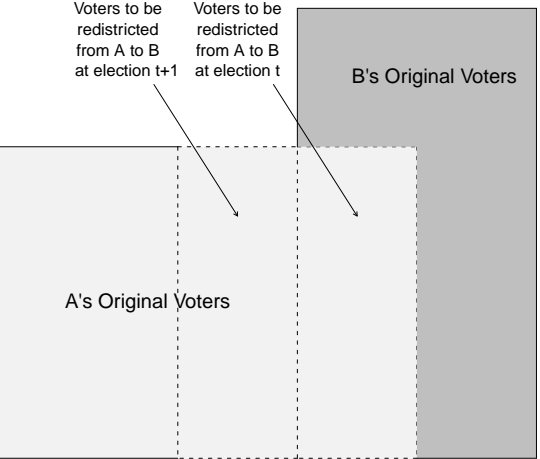 Voters to be
redistricted
from A to B
at election t+1
Voters to be
redistricted
from A to B
at election t
B's Original Voters
A's Original Voters